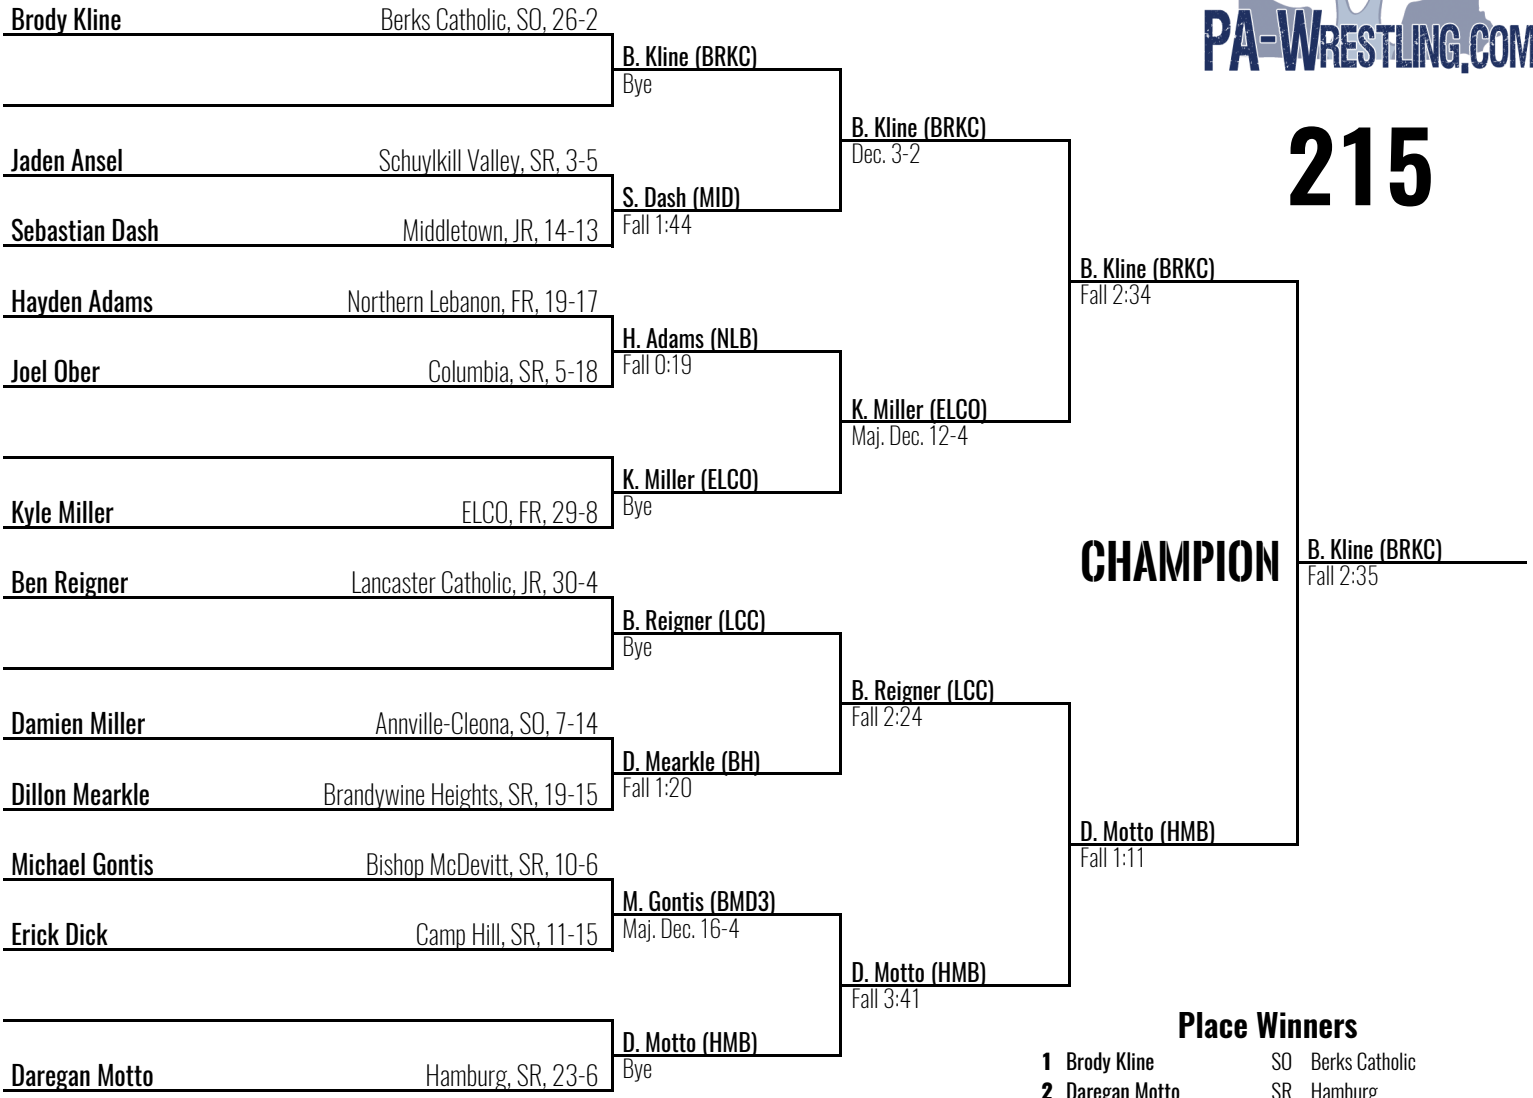 PA-WRESTLING.COM
215
Brody Kline Berks Catholic, SO, 26-2
B. Kline (BRKC)
Bye
B. Kline (BRKC)
Dec. 3-2
Jaden Ansel Schuylkill Valley, SR, 3-5
S. Dash (MID)
Fall 1:44
Sebastian Dash Middletown, JR, 14-13
B. Kline (BRKC)
Fall 2:34
Hayden Adams Northern Lebanon, FR, 19-17
H. Adams (NLB)
Fall 0:19
Joel Ober Columbia, SR, 5-18
K. Miller (ELCO)
Maj. Dec. 12-4
K. Miller (ELCO)
Bye
Kyle Miller ELCO, FR, 29-8
CHAMPION
B. Kline (BRKC)
Fall 2:35
Ben Reigner Lancaster Catholic, JR, 30-4
B. Reigner (LCC)
Bye
B. Reigner (LCC)
Fall 2:24
Damien Miller Annville-Cleona, SO, 7-14
D. Mearkle (BH)
Fall 1:20
Dillon Mearkle Brandywine Heights, SR, 19-15
D. Motto (HMB)
Fall 1:11
Michael Gontis Bishop McDevitt, SR, 10-6
M. Gontis (BMD3)
Maj. Dec. 16-4
Erick Dick Camp Hill, SR, 11-15
D. Motto (HMB)
Fall 3:41
D. Motto (HMB)
Bye
Daregan Motto Hamburg, SR, 23-6
Place Winners
1 Brody Kline SO Berks Catholic
2 Daregan Motto SR Hamburg